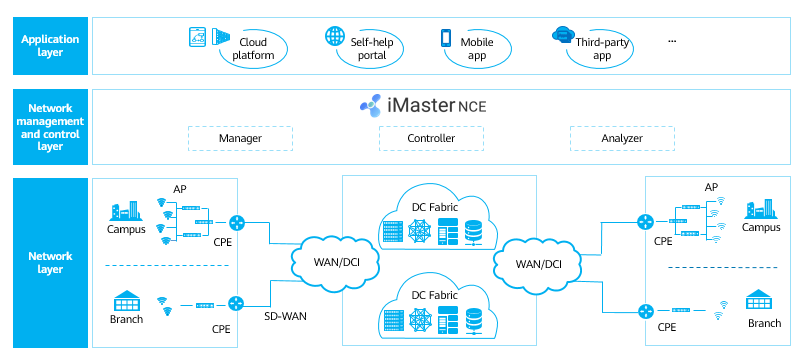 Application
layer
Cloud
platform
Self-help
portal
Mobile
app
Third-party
app
...
Network
management
and control
layer
iMaster NCE
Manager
Controller
Analyzer
Network
layer
AP
Campus
CPE
Branch
CPE
SD-WAN
WAN/DCI
DC Fabric
DC Fabric
WAN/DCI
AP
CPE
Campus
CPE
Branch